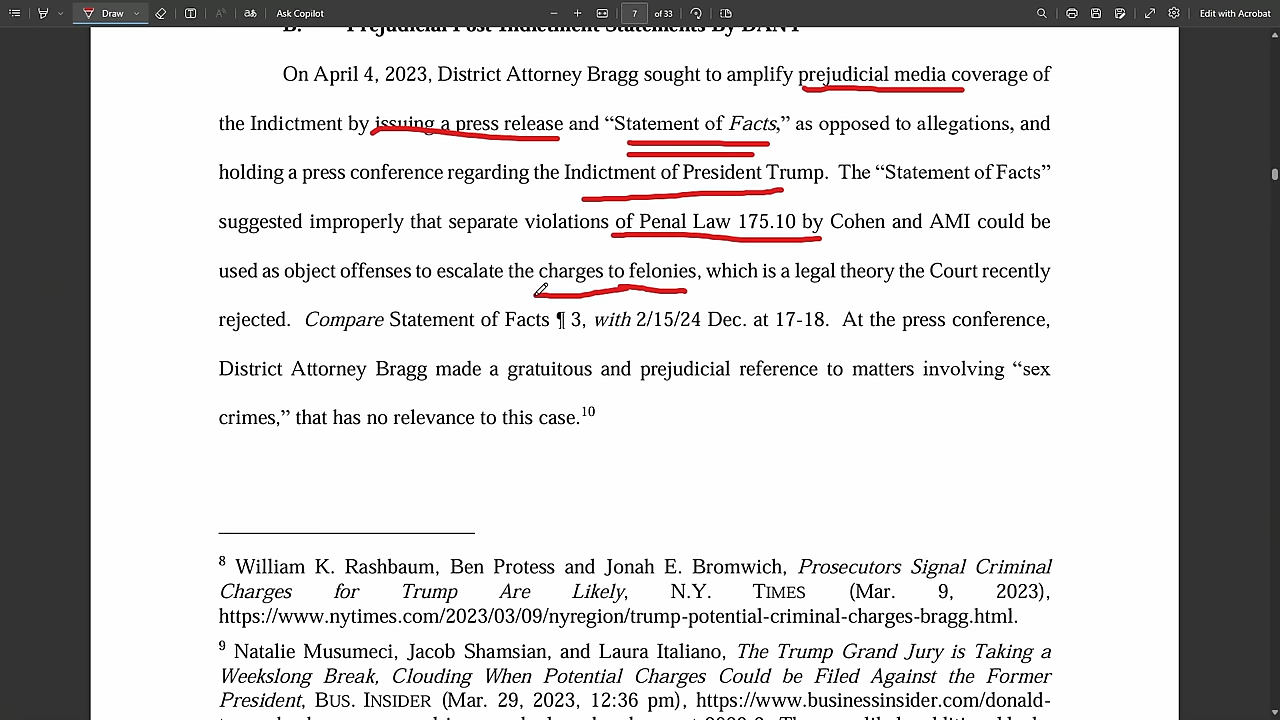 Draw
Ask Copilot
7 of 33
Edit with Acrobat
B. Prejudicial Post-Indictment Statements By DANY
On April 4, 2023, District Attorney Bragg sought to amplify prejudicial media coverage of
the Indictment by issuing a press release and “Statement of Facts,” as opposed to allegations, and
holding a press conference regarding the Indictment of President Trump. The “Statement of Facts”
suggested improperly that separate violations of Penal Law 175.10 by Cohen and AMI could be
used as object offenses to escalate the charges to felonies, which is a legal theory the Court recently
rejected. Compare Statement of Facts ¶ 3, with 2/15/24 Dec. at 17-18. At the press conference,
District Attorney Bragg made a gratuitous and prejudicial reference to matters involving “sex
crimes,” that has no relevance to this case.10
8 William K. Rashbaum, Ben Protess and Jonah E. Bromwich, Prosecutors Signal Criminal
Charges for Trump Are Likely, N.Y. TIMES (Mar. 9, 2023),
https://www.nytimes.com/2023/03/09/nyregion/trump-potential-criminal-charges-bragg.html.
9 Natalie Musumeci, Jacob Shamsian, and Laura Italiano, The Trump Grand Jury is Taking a
Weekslong Break, Clouding When Potential Charges Could be Filed Against the Former
President, BUS. INSIDER (Mar. 29, 2023, 12:36 pm), https://www.businessinsider.com/donald-